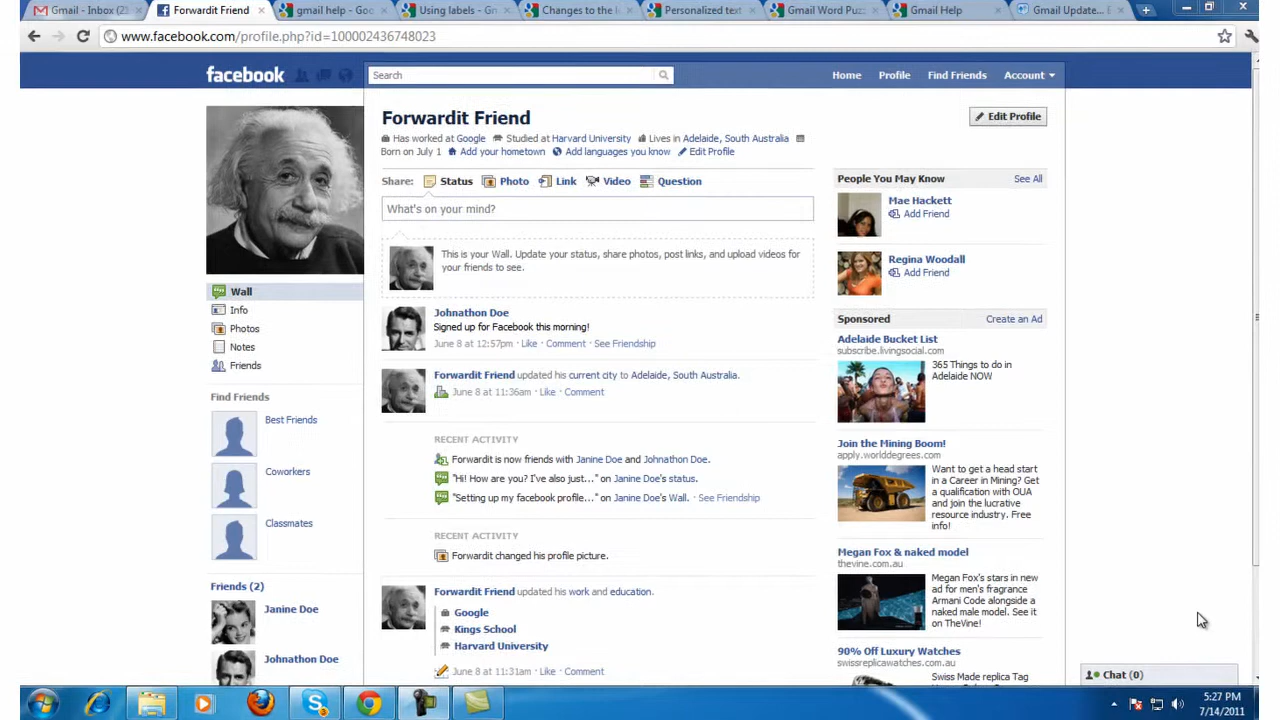 Gmail - Inbox (2)
Forwardit Friend
gmail help - Goo
Using labels - Gm
Changes to the l
Personalized text
Gmail Word Puz
Gmail Help
Gmail Update...
www.facebook.com/profile.php?id=100002436748023
facebook
Search
Home Profile Find Friends Account
Forwardit Friend
Edit Profile
Has worked at Google Studied at Harvard University Lives in Adelaide, South Australia
Born on July 1 Add your hometown Add languages you know Edit Profile
Share: Status Photo Link Video Question
What's on your mind?
This is your Wall. Update your status, share photos, post links, and upload videos for
your friends to see.
Wall
Info
Photos
Notes
Friends
Find Friends
Best Friends
Coworkers
Classmates
Friends (2)
Janine Doe
Johnathon Doe
Johnathon Doe
Signed up for Facebook this morning!
June 8 at 12:57pm · Like · Comment · See Friendship
Forwardit Friend updated his current city to Adelaide, South Australia.
June 8 at 11:36am · Like · Comment
RECENT ACTIVITY
Forwardit is now friends with Janine Doe and Johnathon Doe.
"Hi! How are you? I've also just..." on Janine Doe's status.
"Setting up my facebook profile..." on Janine Doe's Wall. · See Friendship
RECENT ACTIVITY
Forwardit changed his profile picture.
Forwardit Friend updated his work and education.
Google
Kings School
Harvard University
June 8 at 11:31am · Like · Comment
People You May Know See All
Mae Hackett
Add Friend
Regina Woodall
Add Friend
Sponsored Create an Ad
Adelaide Bucket List
subscribe.livingsocial.com
365 Things to do in
Adelaide NOW
Join the Mining Boom!
apply.worlddegrees.com
Want to get a head start
in a Career in Mining? Get
a qualification with OUA
and join the lucrative
resource industry. Free
info!
Megan Fox & naked model
thevine.com.au
Megan Fox's stars in new
ad for men's fragrance
Armani Code alongside a
naked male model. See it
on TheVine!
90% Off Luxury Watches
swissreplicawatches.com.au
Swiss Made replica Tag
Chat (0)
5:27 PM
7/14/2011